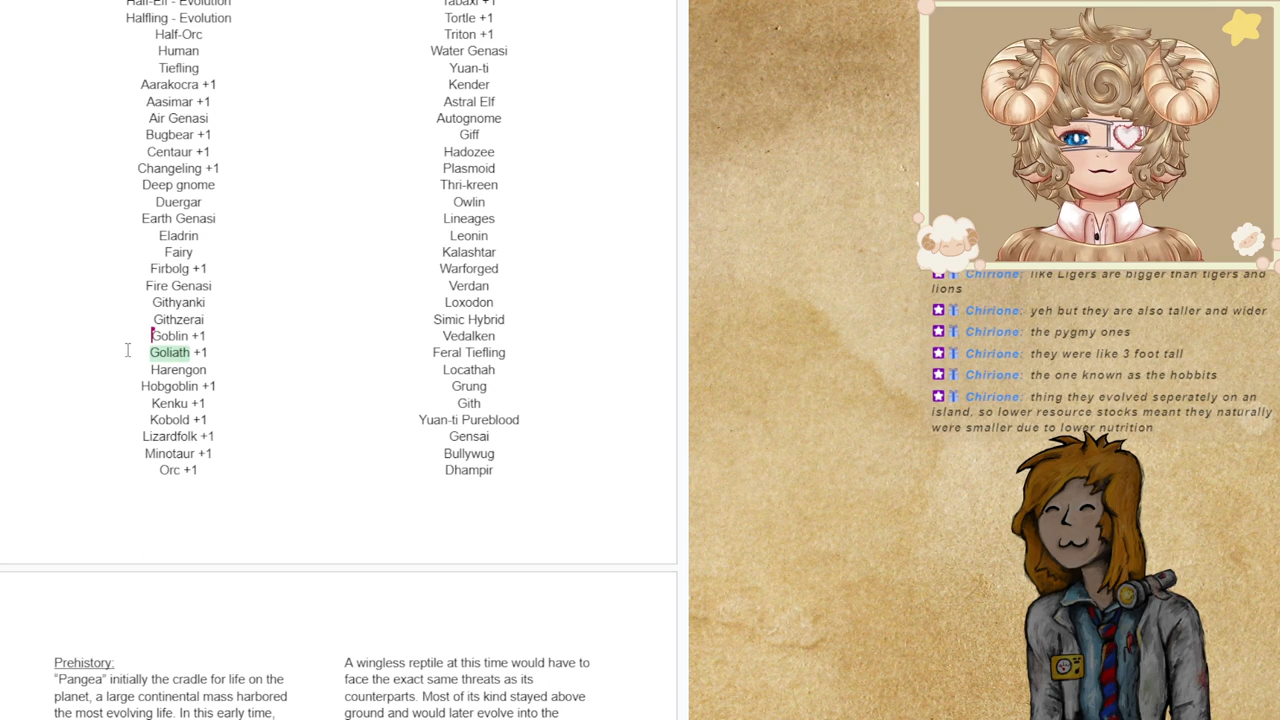 Half-Elf - Evolution
Halfling - Evolution
Half-Orc
Human
Tiefling
Aarakocra +1
Aasimar +1
Air Genasi
Bugbear +1
Centaur +1
Changeling +1
Deep gnome
Duergar
Earth Genasi
Eladrin
Fairy
Firbolg +1
Fire Genasi
Githyanki
Githzerai
Goblin +1
Goliath +1
Harengon
Hobgoblin +1
Kenku +1
Kobold +1
Lizardfolk +1
Minotaur +1
Orc +1
Tabaxi +1
Tortle +1
Triton +1
Water Genasi
Yuan-ti
Kender
Astral Elf
Autognome
Giff
Hadozee
Plasmoid
Thri-kreen
Owlin
Lineages
Leonin
Kalashtar
Warforged
Verdan
Loxodon
Simic Hybrid
Vedalken
Feral Tiefling
Locathah
Grung
Gith
Yuan-ti Pureblood
Gensai
Bullywug
Dhampir
Prehistory:
“Pangea” initially the cradle for life on the
planet, a large continental mass harbored
the most evolving life. In this early time,
A wingless reptile at this time would have to
face the exact same threats as its
counterparts. Most of its kind stayed above
ground and would later evolve into the
Chirione: like Ligers are bigger than tigers and
lions
Chirione: yeh but they are also taller and wider
Chirione: the pygmy ones
Chirione: they were like 3 foot tall
Chirione: the one known as the hobbits
Chirione: thing they evolved seperately on an
island, so lower resource stocks meant they naturally
were smaller due to lower nutrition